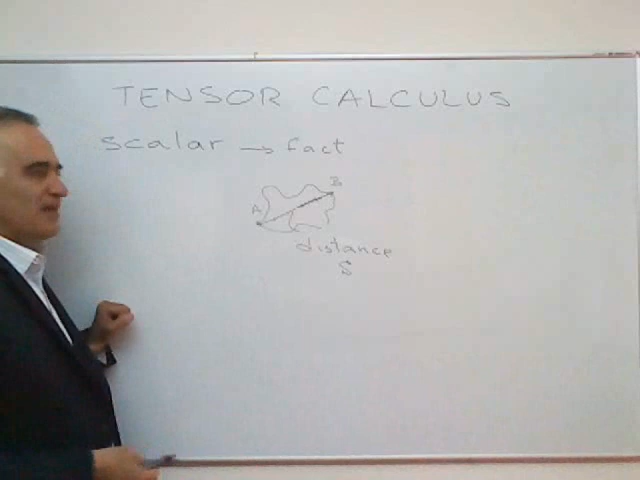 TENSOR CALCULUS
scalar → fact
B
A
distance
S